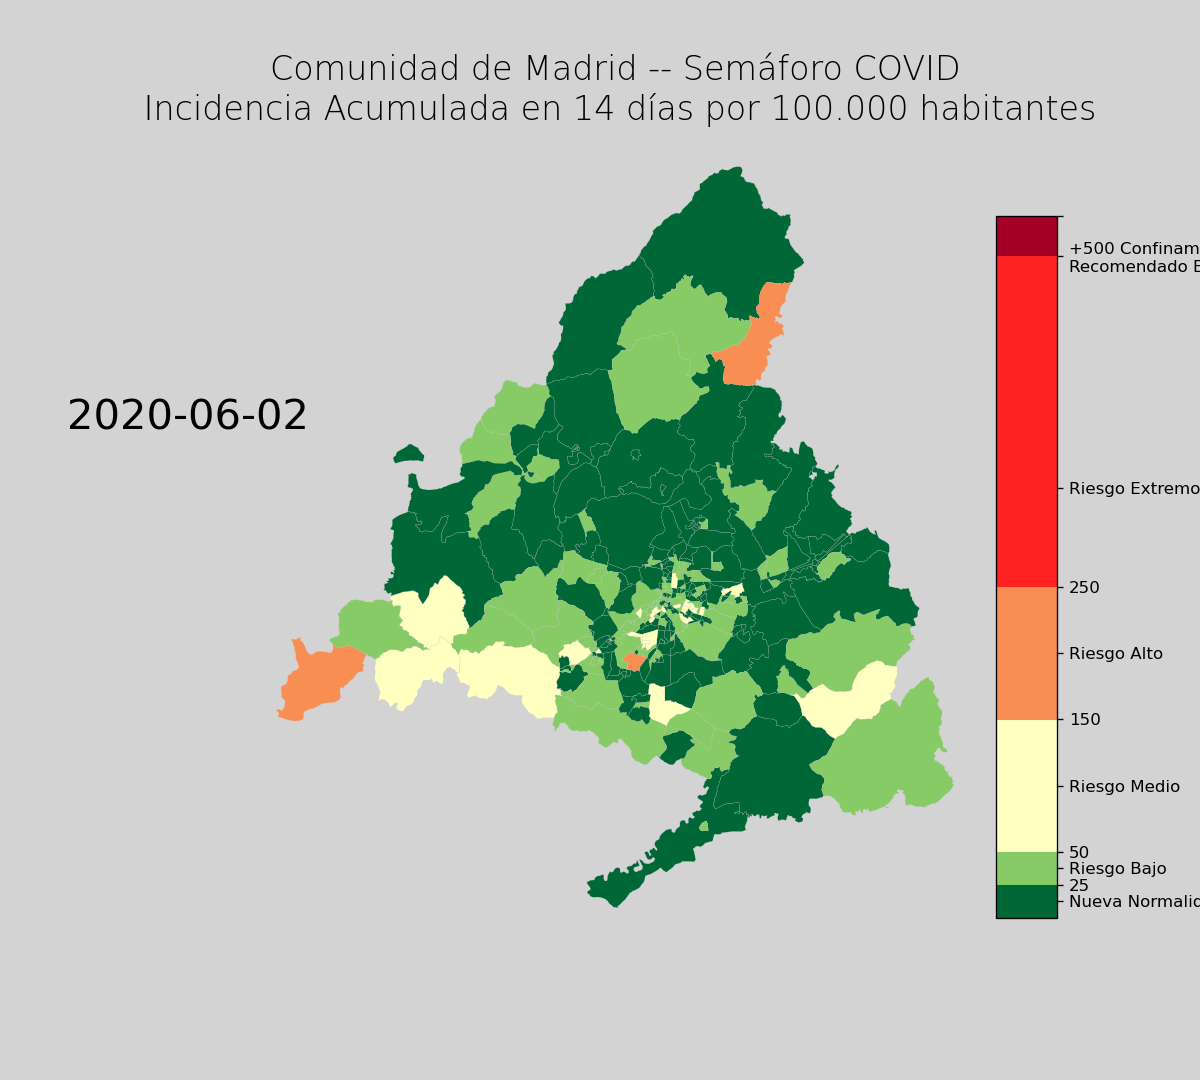 Comunidad de Madrid -- Semáforo COVID
Incidencia Acumulada en 14 días por 100.000 habitantes
2020-06-02
+500 Confinam
Recomendado E
Riesgo Extremo
250
Riesgo Alto
150
Riesgo Medio
50
Riesgo Bajo
25
Nueva Normalid